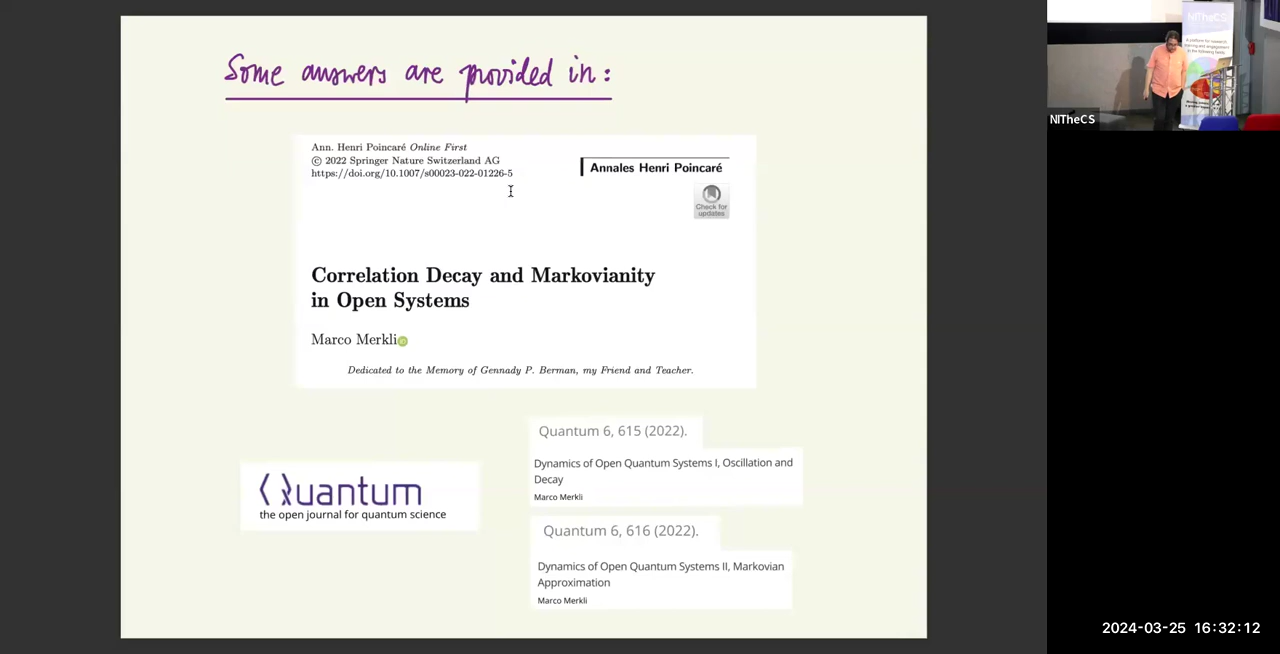 Some answers are provided in:
Ann. Henri Poincaré Online First
© 2022 Springer Nature Switzerland AG
https://doi.org/10.1007/s00023-022-01226-5
Annales Henri Poincaré
Check for
updates
Correlation Decay and Markovianity
in Open Systems
Marco Merkli
Dedicated to the Memory of Gennady P. Berman, my Friend and Teacher.
Quantum
the open journal for quantum science
Quantum 6, 615 (2022).
Dynamics of Open Quantum Systems I, Oscillation and
Decay
Marco Merkli
Quantum 6, 616 (2022).
Dynamics of Open Quantum Systems II, Markovian
Approximation
Marco Merkli
NITheCS
NITheCS
2024-03-25 16:32:12